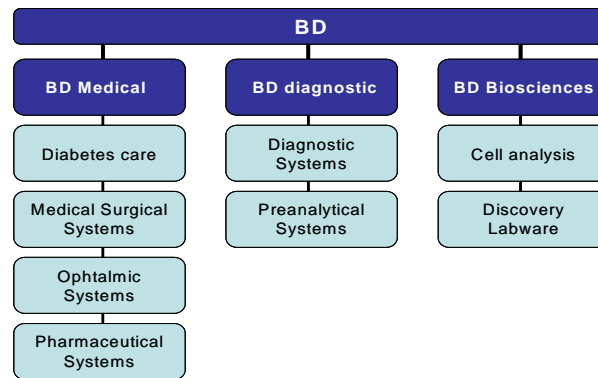 BD
BD Medical
BD diagnostic
BD Biosciences
Diabetes care
Diagnostic
Systems
Cell analysis
Medical Surgical
Systems
Preanalytical
Systems
Discovery
Labware
Ophtalmic
Systems
Pharmaceutical
Systems